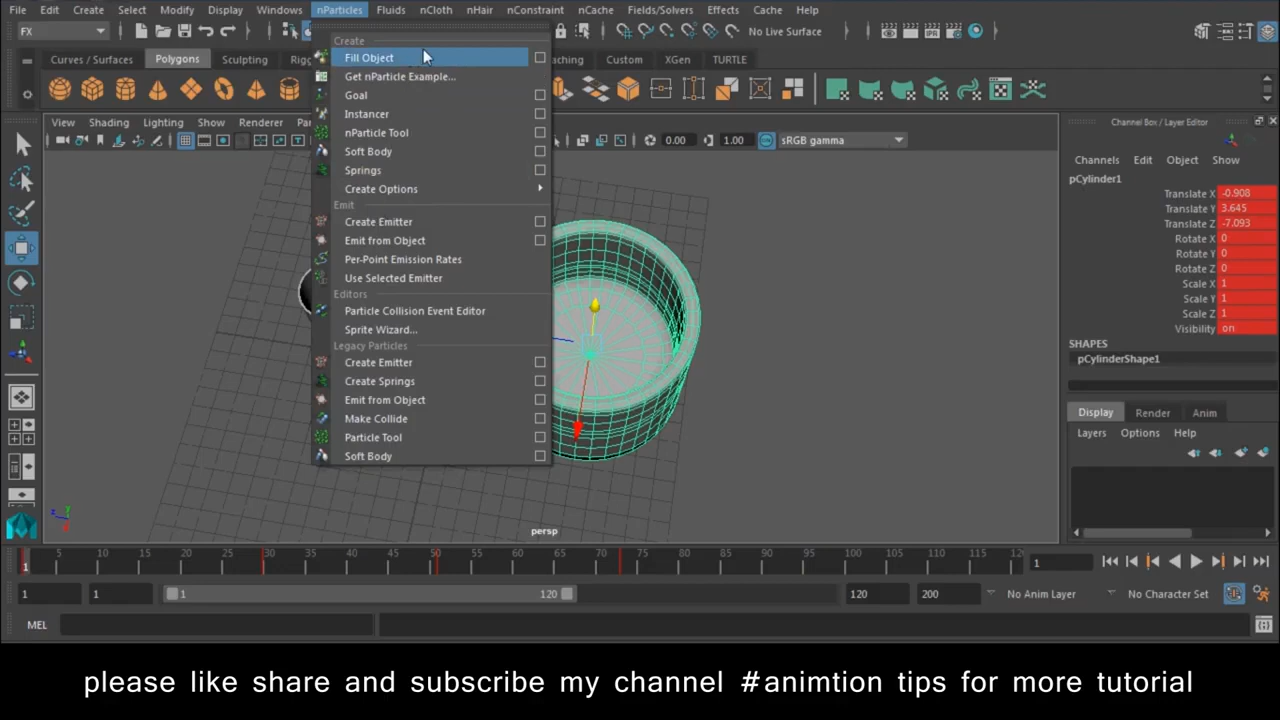 File Edit Create Select Modify Display Windows nParticles Fluids nCloth nHair nConstraint nCache Fields/Solvers Effects Cache Help
FX No Live Surface
Curves / Surfaces Polygons Sculpting Rigg aching Custom XGen TURTLE
View Shading Lighting Show Renderer Pan 0.00 1.00 sRGB gamma
Create
Fill Object
Get nParticle Example...
Goal
Instancer
nParticle Tool
Soft Body
Springs
Create Options
Emit
Create Emitter
Emit from Object
Per-Point Emission Rates
Use Selected Emitter
Editors
Particle Collision Event Editor
Sprite Wizard...
Legacy Particles
Create Emitter
Create Springs
Emit from Object
Make Collide
Particle Tool
Soft Body
persp
Channel Box / Layer Editor
Channels Edit Object Show
pCylinder1
Translate X -0.908
Translate Y 3.645
Translate Z -7.093
Rotate X 0
Rotate Y 0
Rotate Z 0
Scale X 1
Scale Y 1
Scale Z 1
Visibility on
SHAPES
pCylinderShape1
Display Render Anim
Layers Options Help
1 5 10 15 20 25 30 35 40 45 50 55 60 65 70 75 80 85 90 95 100 105 110 115 12 1
1 1 1 120 120 200 No Anim Layer No Character Set
MEL
please like share and subscribe my channel #animtion tips for more tutorial